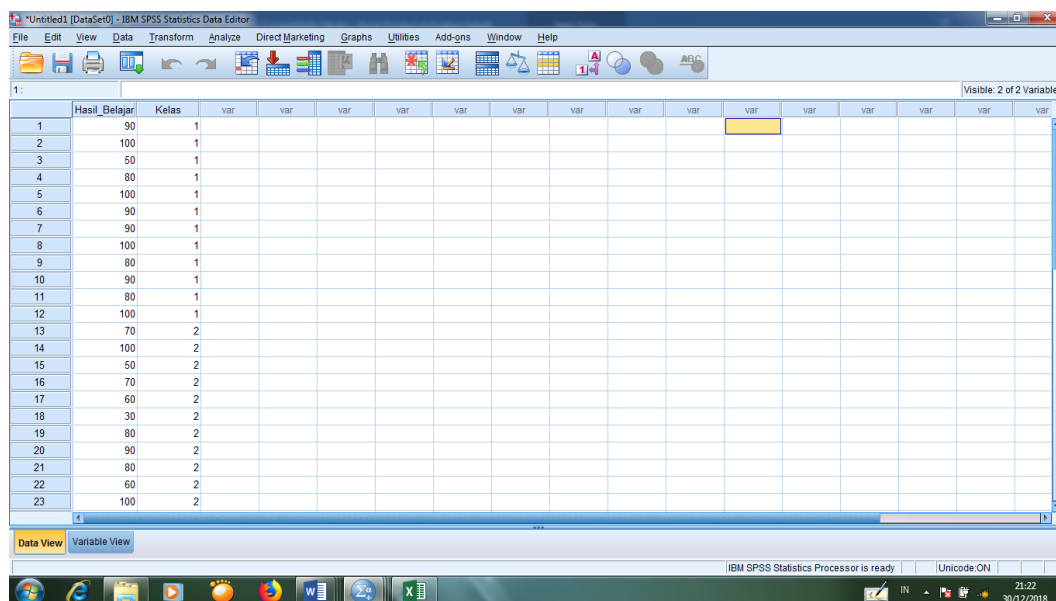 *Untitled1 [DataSet0] - IBM SPSS Statistics Data Editor
File Edit View Data Transform Analyze Direct Marketing Graphs Utilities Add-ons Window Help
A
14
ABC
1 : Visible: 2 of 2 Variable
Hasil_Belajar Kelas var var var var var var var var var var var var var var var
1 90 1
2 100 1
3 50 1
4 80 1
5 100 1
6 90 1
7 90 1
8 100 1
9 80 1
10 90 1
11 80 1
12 100 1
13 70 2
14 100 2
15 50 2
16 70 2
17 60 2
18 30 2
19 80 2
20 90 2
21 80 2
22 60 2
23 100 2
Data View Variable View
IBM SPSS Statistics Processor is ready Unicode:ON
IN 21:22
30/12/2018